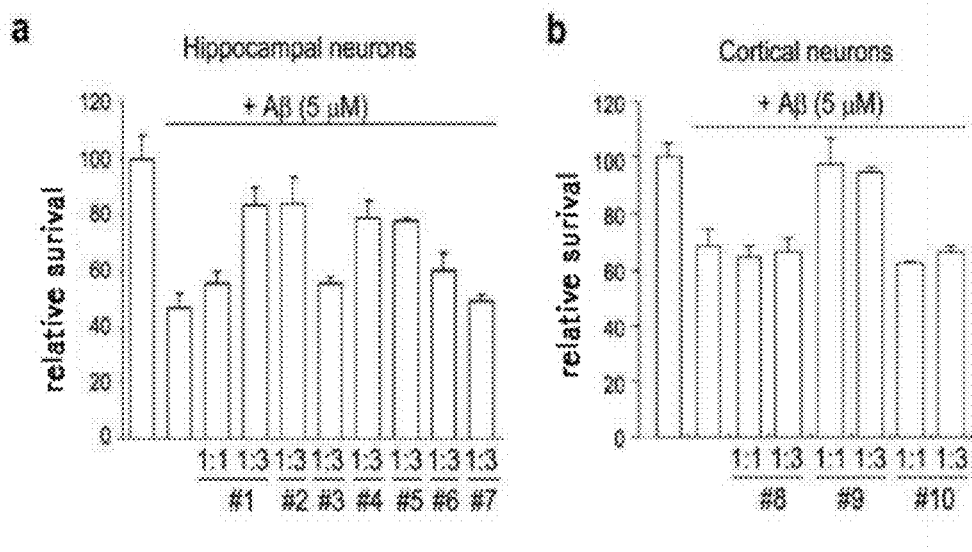 a
Hippocampal neurons
+ Aβ (5 μM)
relative surival
120
100
80
60
40
20
0
1:1 1:3 1:3 1:3 1:3 1:3 1:3 1:3
#1 #2 #3 #4 #5 #6 #7
b
Cortical neurons
+ Aβ (5 μM)
relative surival
120
100
80
60
40
20
0
1:1 1:3 1:1 1:3 1:1 1:3
#8 #9 #10